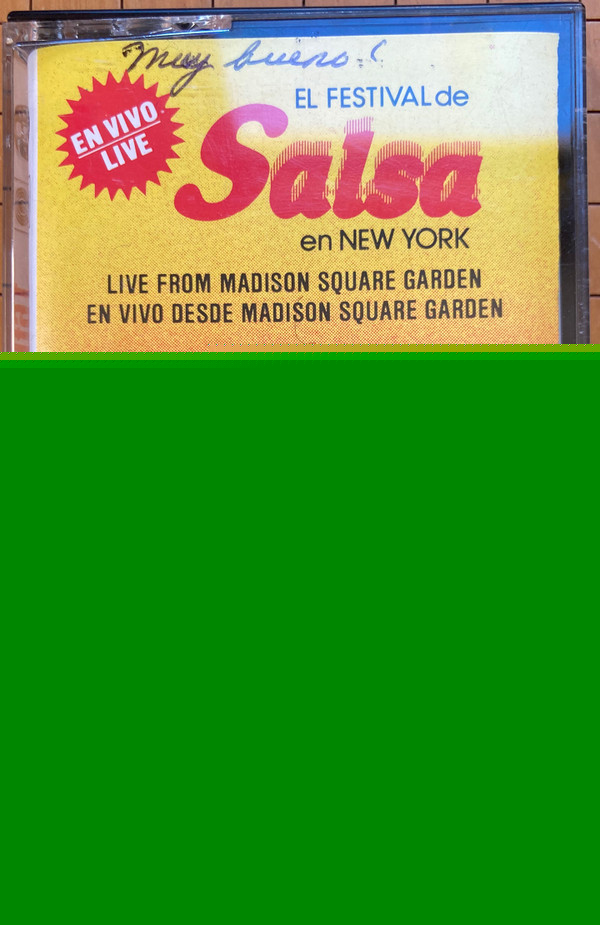 Muy bueno!
EN VIVO
LIVE
EL FESTIVAL de
Salsa
en NEW YORK
LIVE FROM MADISON SQUARE GARDEN
EN VIVO DESDE MADISON SQUARE GARDEN